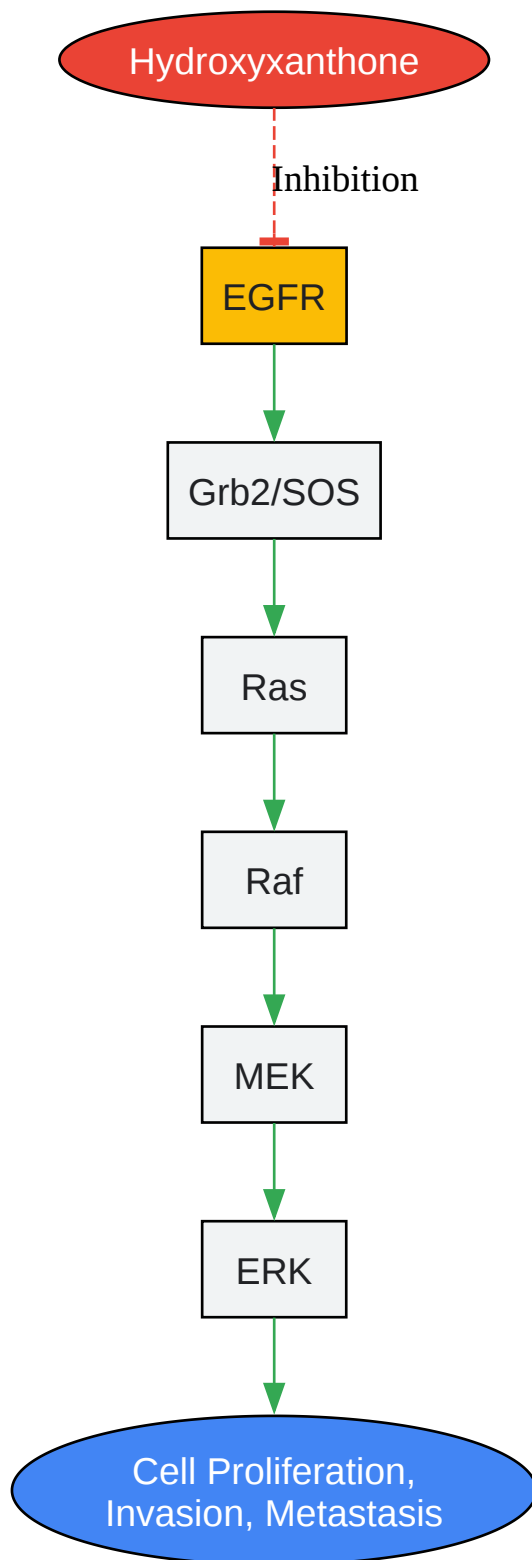 Hydroxyxanthone
Inhibition
EGFR
Grb2/SOS
Ras
Raf
MEK
ERK
Cell Proliferation,
Invasion, Metastasis